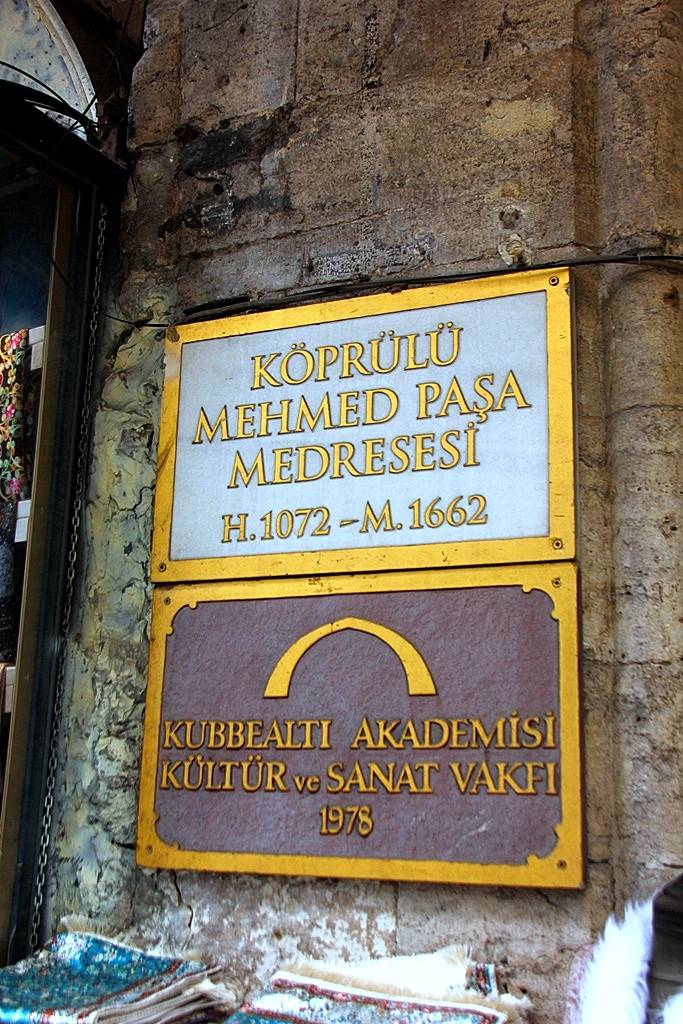 KÖPRÜLÜ
MEHMED PAŞA
MEDRESESİ
H.1072 – M.1662
KUBBEALTI AKADEMİSİ
KÜLTÜR ve SANAT VAKFI
1978